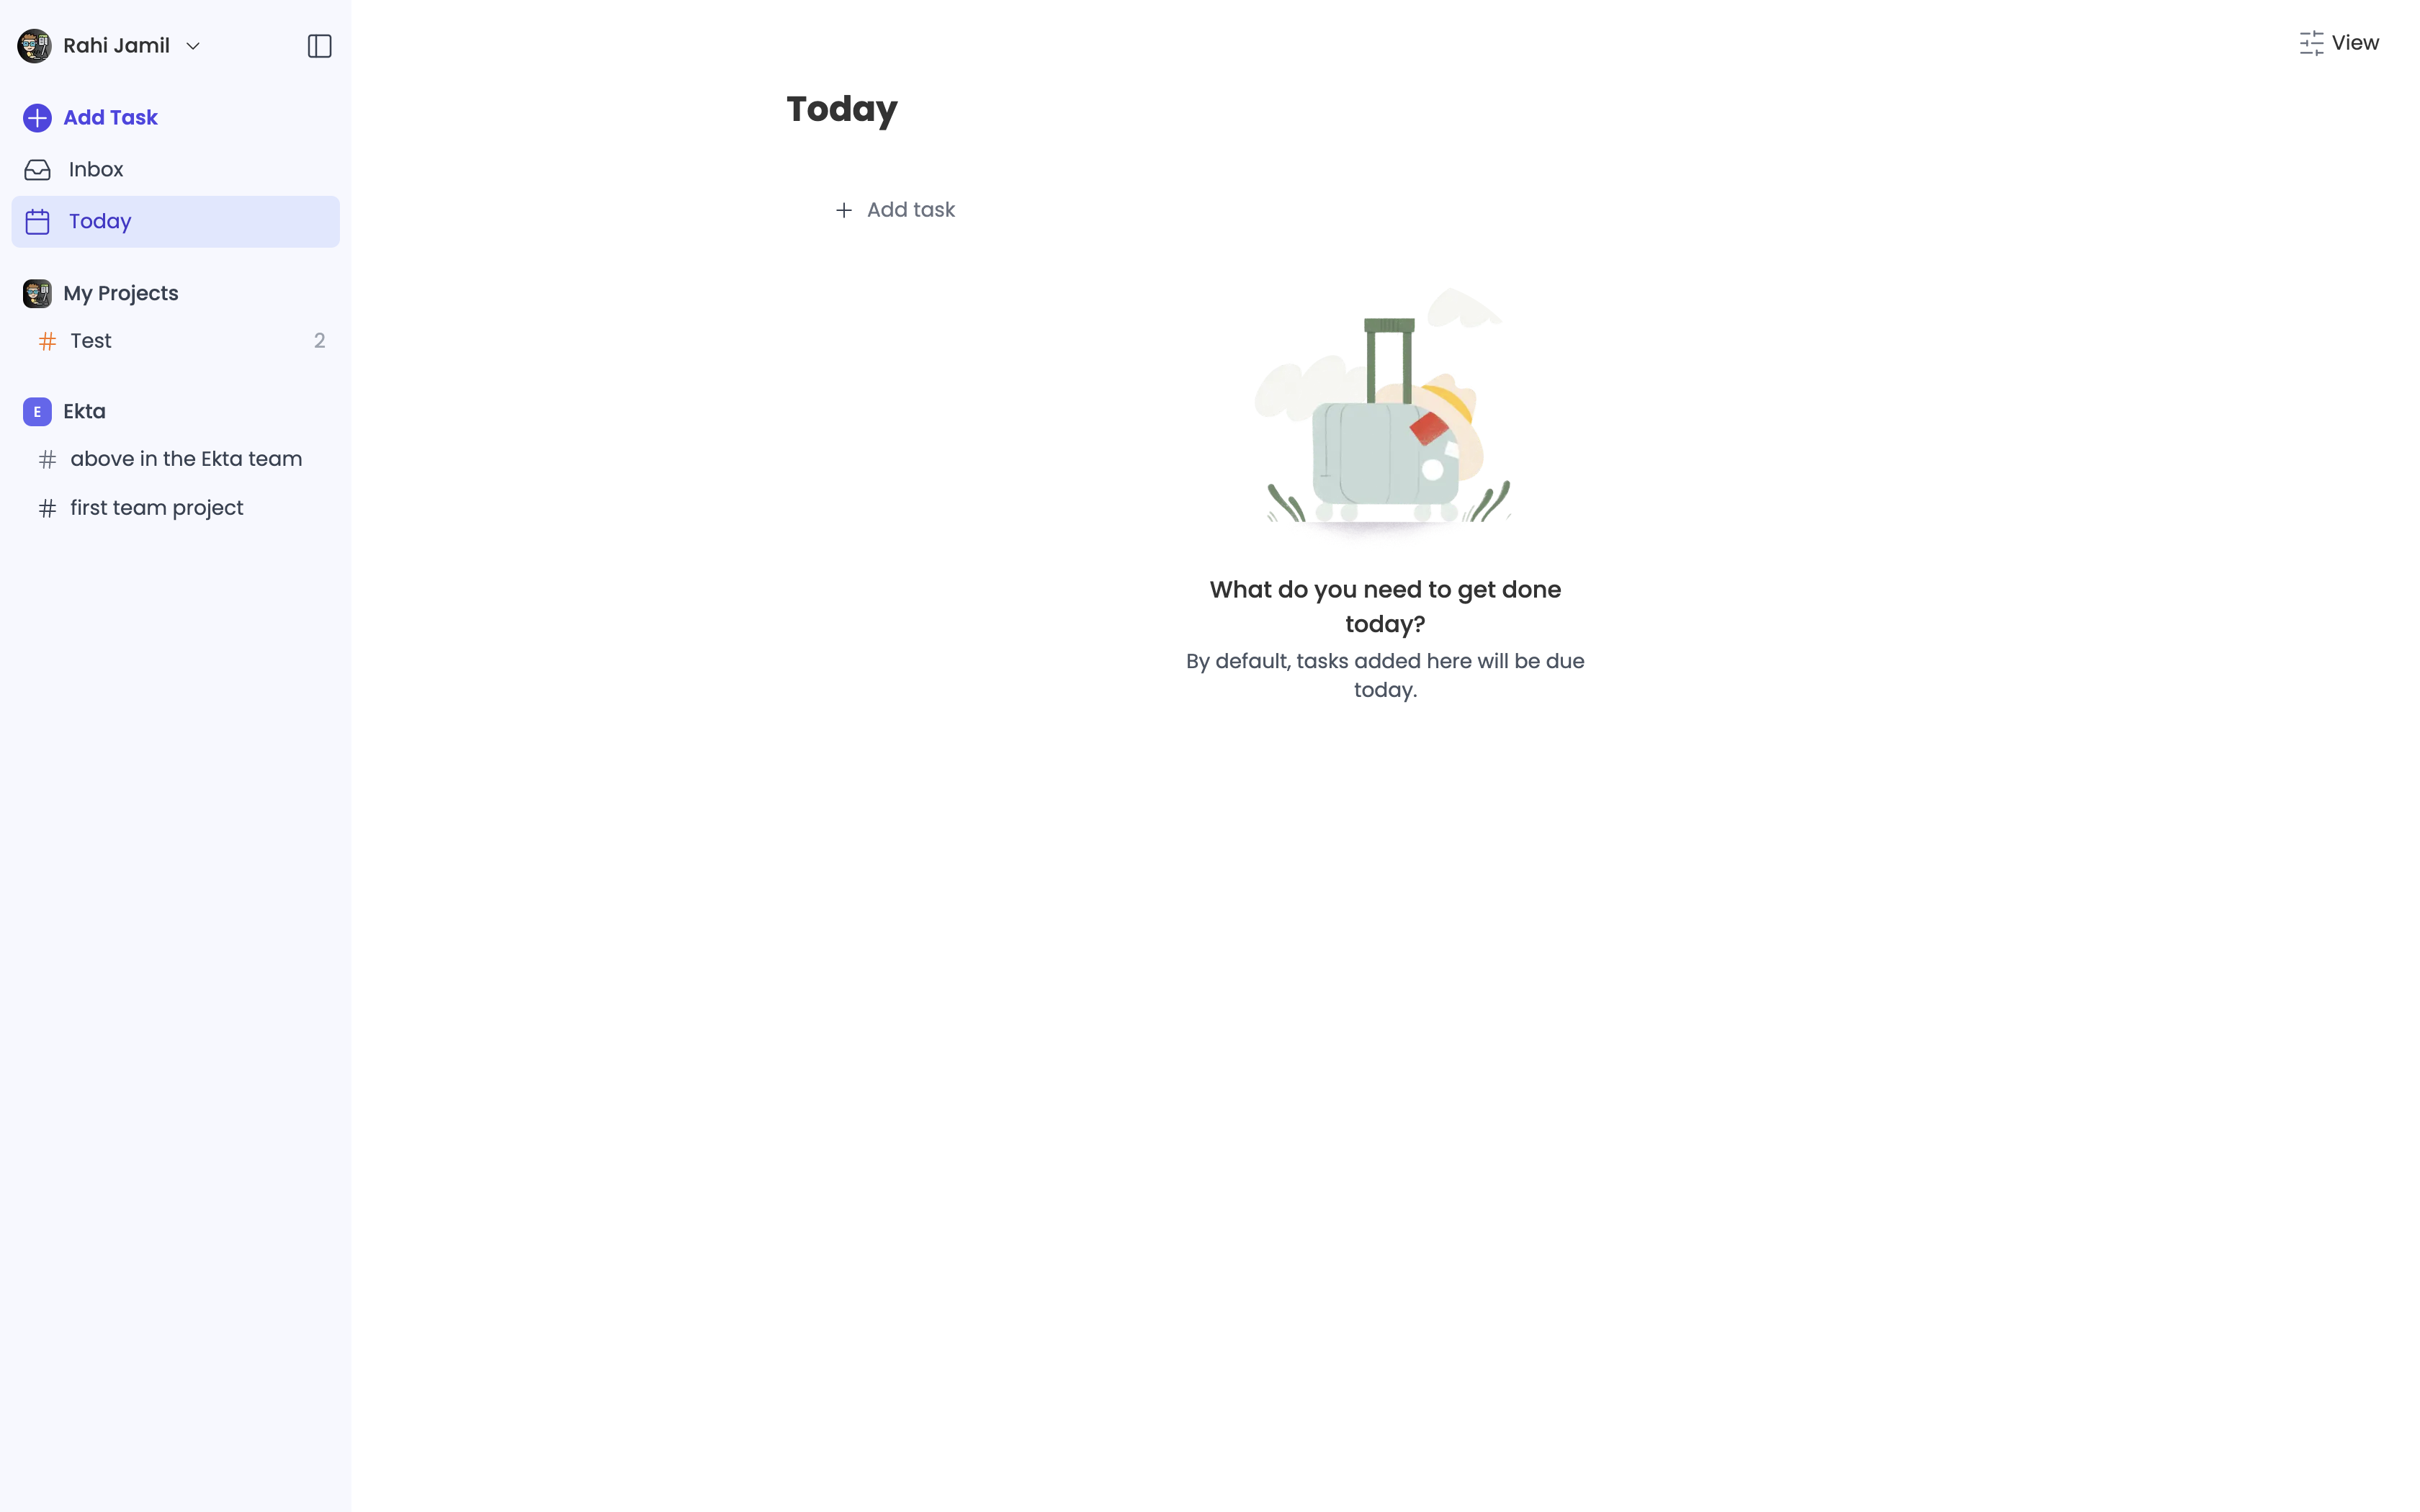 Rahi Jamil
Add Task
Inbox
Today
My Projects
Test 2
E Ekta
above in the Ekta team
first team project
View
Today
Add task
What do you need to get done
today?
By default, tasks added here will be due
today.